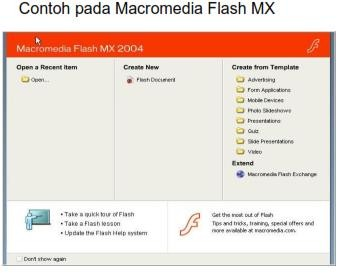 Contoh pada Macromedia Flash MX
Macromedia Flash MX 2004
Open a Recent Item
Open...
Create New
Flash Document
Create from Template
Advertising
Form Applications
Mobile Devices
Photo Slideshows
Presentations
Quiz
Slide Presentations
Video
Extend
Macromedia Flash Exchange
• Take a quick tour of Flash
• Take a Flash lesson
• Update the Flash Help system
Get the most out of Flash
Tips and tricks, training, special offers and
more available at macromedia.com.
Don't show again